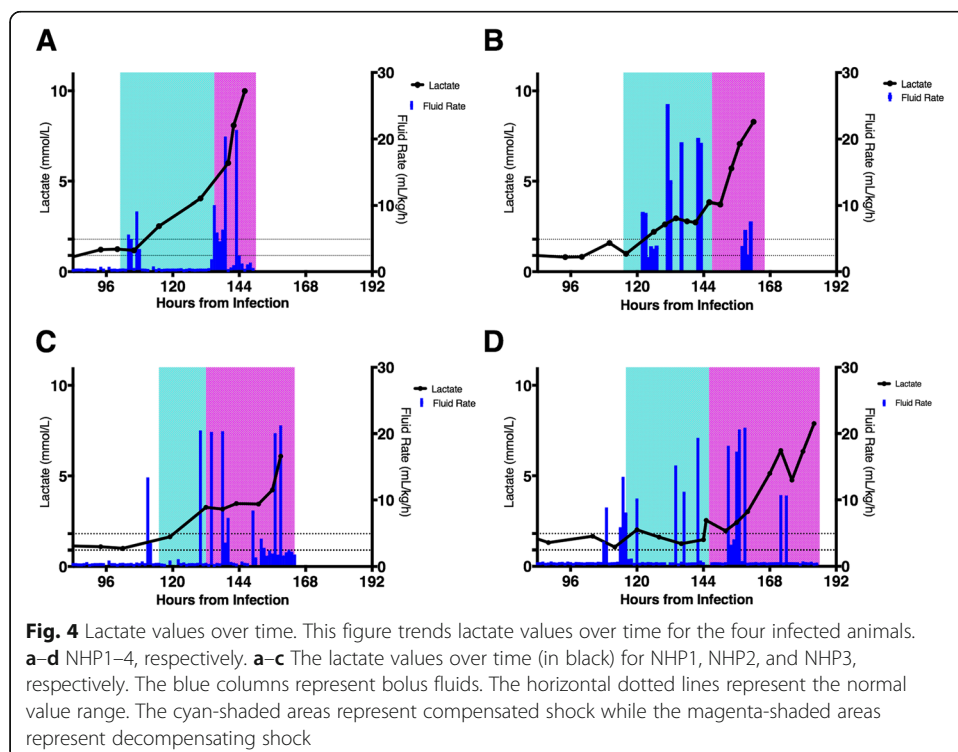 A
B
Lactate (mmol/L)
10
5
0
30
20
10
0
Fluid Rate (mL/kg/h)
Lactate
Fluid Rate
96 120 144 168 192
Hours from Infection
Lactate (mmol/L)
10
5
0
30
20
10
0
Fluid Rate (mL/kg/h)
Lactate
Fluid Rate
96 120 144 168 192
Hours from Infection
C
D
Lactate (mmol/L)
10
5
0
30
20
10
0
Fluid Rate (mL/kg/h)
Lactate
Fluid Rate
96 120 144 168 192
Hours from Infection
Lactate (mmol/L)
10
5
0
30
20
10
0
Fluid Rate (mL/kg/h)
Lactate
Fluid Rate
96 120 144 168 192
Hours from Infection
Fig. 4 Lactate values over time. This figure trends lactate values over time for the four infected animals.
a–d NHP1–4, respectively. a–c The lactate values over time (in black) for NHP1, NHP2, and NHP3,
respectively. The blue columns represent bolus fluids. The horizontal dotted lines represent the normal
value range. The cyan-shaded areas represent compensated shock while the magenta-shaded areas
represent decompensating shock